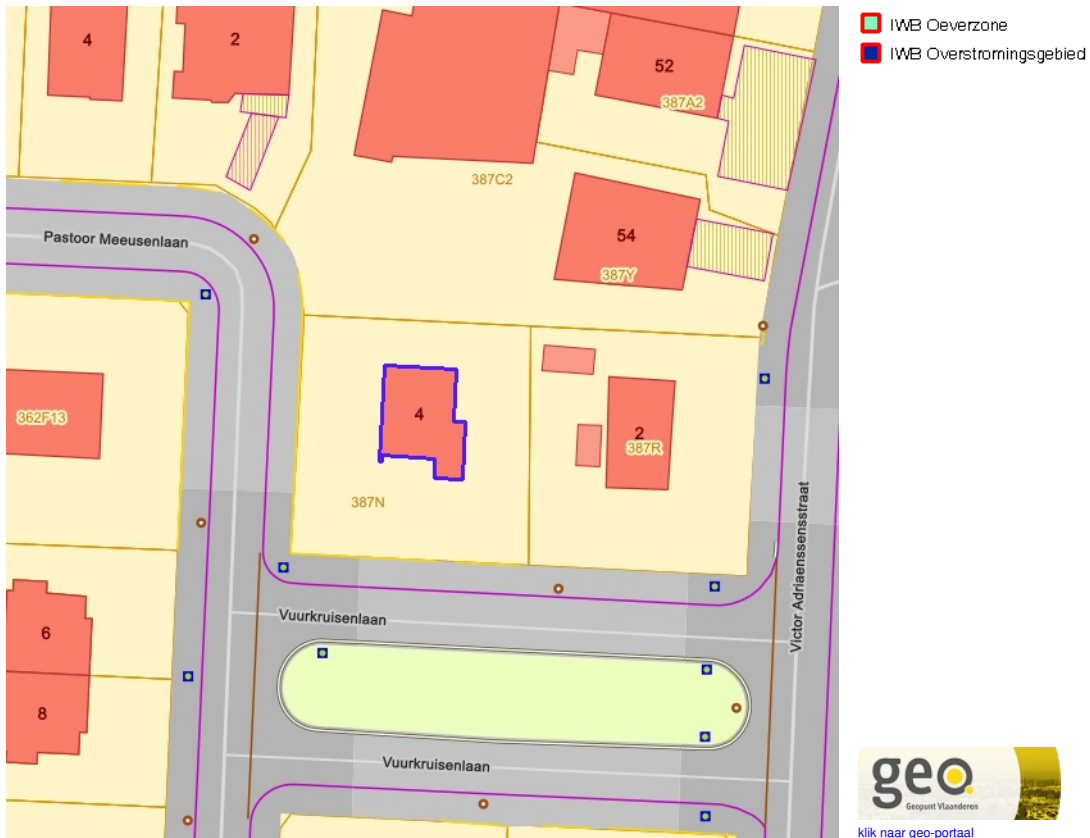 4
2
52
387A2
387C2
54
387Y
Pastoor Meeusenlaan
4
2
387R
362F13
387N
Victor Adriaenssensstraat
Vuurkruisenlaan
6
8
Vuurkruisenlaan
IWB Oeverzone
IWB Overstromingsgebied
geo.
Geopunt Vlaanderen
klik naar geo-portaal